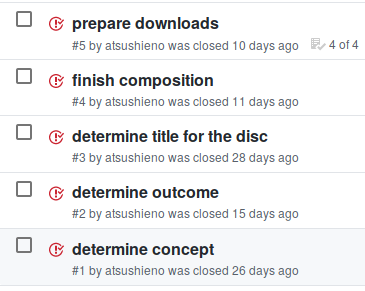 prepare downloads
#5 by atsushieno was closed 10 days ago 4 of 4
finish composition
#4 by atsushieno was closed 11 days ago
determine title for the disc
#3 by atsushieno was closed 28 days ago
determine outcome
#2 by atsushieno was closed 15 days ago
determine concept
#1 by atsushieno was closed 26 days ago